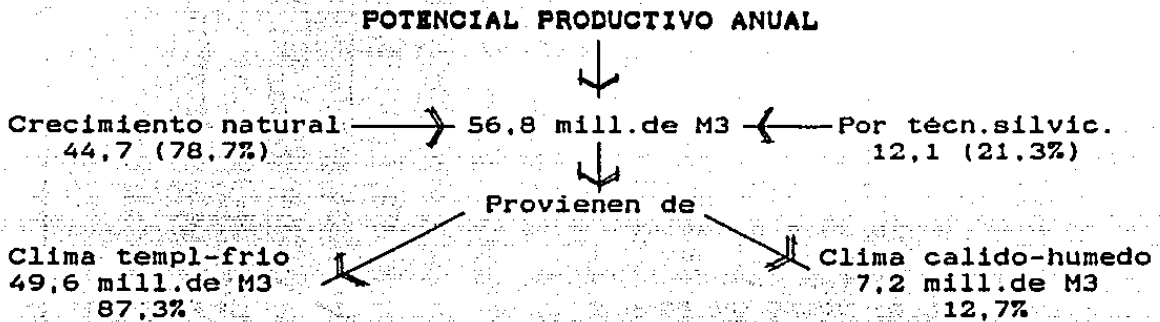 POTENCIAL PRODUCTIVO ANUAL
Crecimiento natural 56,8 mill.de M3 Por técn.silvic.
44,7 (78,7%) 12,1 (21,3%)
Provienen de
Clima templ-frio Clima calido-humedo
49,6 mill.de M3 7,2 mill.de M3
87,3% 12,7%